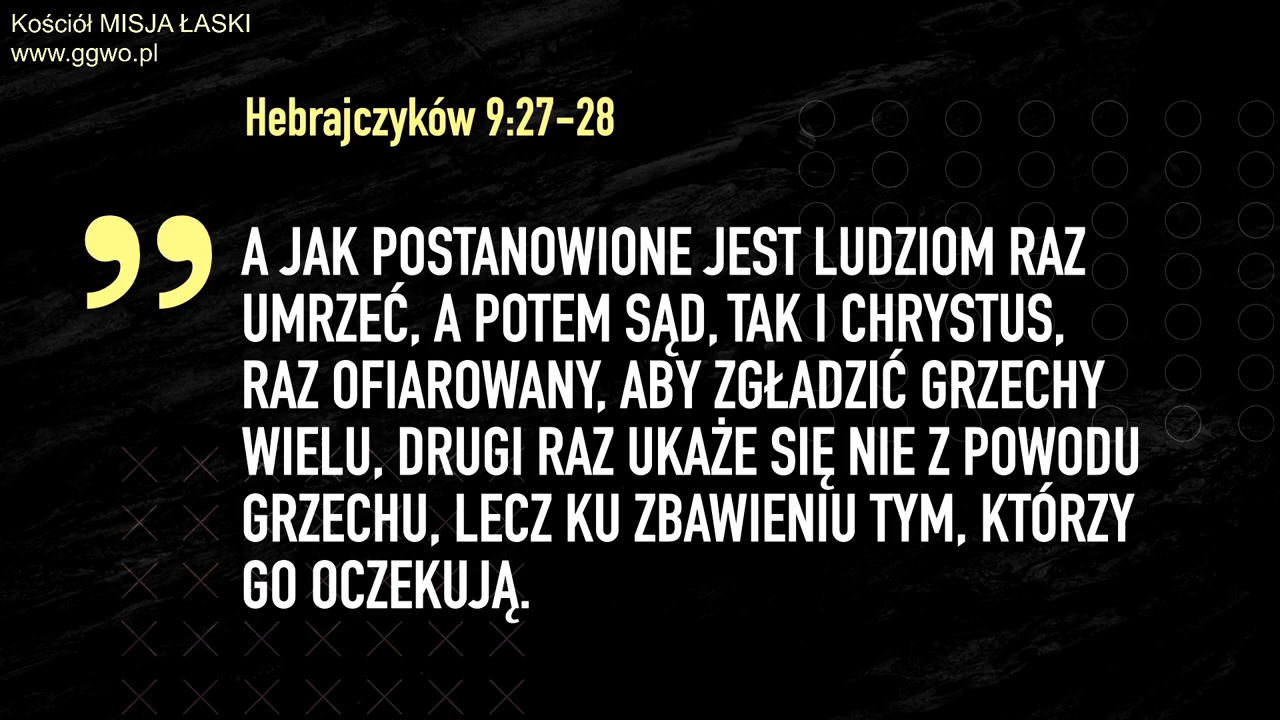 Kościół MISJA ŁASKI
www.ggwo.pl
Hebrajczyków 9:27-28
”
A JAK POSTANOWIONE JEST LUDZIOM RAZ
UMRZEĆ, A POTEM SĄD, TAK I CHRYSTUS,
RAZ OFIAROWANY, ABY ZGŁADZIĆ GRZECHY
WIELU, DRUGI RAZ UKAŻE SIĘ NIE Z POWODU
GRZECHU, LECZ KU ZBAWIENIU TYM, KTÓRZY
GO OCZEKUJĄ.